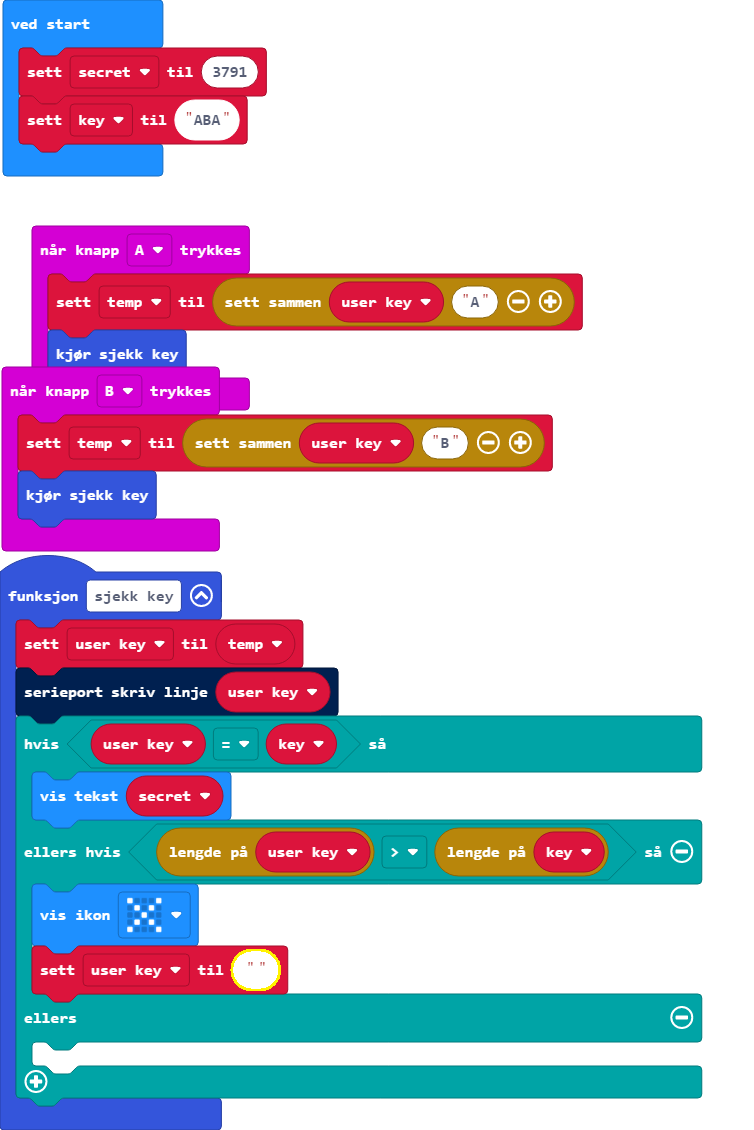 ved start
sett secret til 3791
sett key til "ABA"
når knapp A trykkes
sett temp til sett sammen user key "A"
kjør sjekk key
når knapp B trykkes
sett temp til sett sammen user key "B"
kjør sjekk key
funksjon sjekk key
sett user key til temp
serieport skriv linje user key
hvis user key = key så
vis tekst secret
ellers hvis lengde på user key > lengde på key så
vis ikon
sett user key til " "
ellers